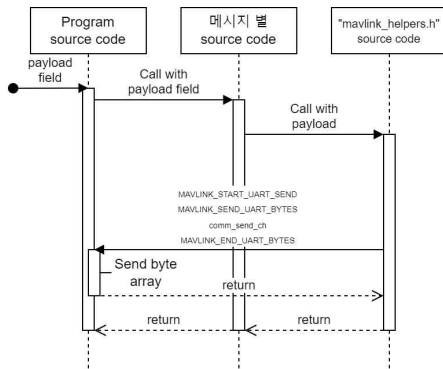 Program
source code
메시지 별
source code
"mavlink_helpers.h"
source code
payload
field
Call with
payload field
Call with
payload
MAVLINK_START_UART_SEND
MAVLINK_SEND_UART_BYTES
comm_send_ch
MAVLINK_END_UART_BYTES
Send byte
array
return
return
return